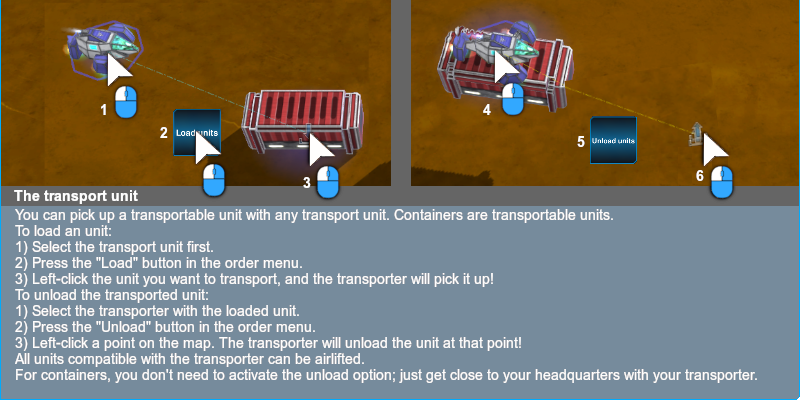 1
2
Load units
3
4
5
Unload units
6
The transport unit
You can pick up a transportable unit with any transport unit. Containers are transportable units.
To load an unit:
1) Select the transport unit first.
2) Press the "Load" button in the order menu.
3) Left-click the unit you want to transport, and the transporter will pick it up!
To unload the transported unit:
1) Select the transporter with the loaded unit.
2) Press the "Unload" button in the order menu.
3) Left-click a point on the map. The transporter will unload the unit at that point!
All units compatible with the transporter can be airlifted.
For containers, you don't need to activate the unload option; just get close to your headquarters with your transporter.